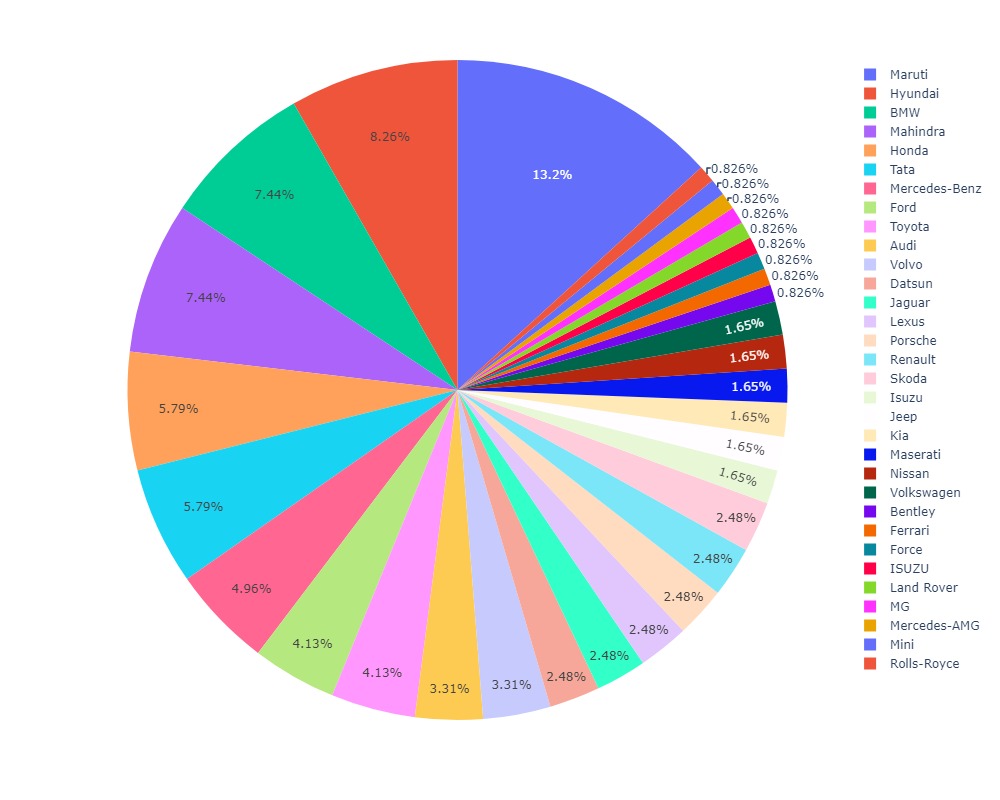 13.2%
0.826%
0.826%
0.826%
0.826%
0.826%
0.826%
0.826%
0.826%
0.826%
1.65%
1.65%
1.65%
1.65%
1.65%
1.65%
2.48%
2.48%
2.48%
2.48%
2.48%
2.48%
3.31%
3.31%
4.13%
4.13%
4.96%
5.79%
5.79%
7.44%
7.44%
8.26%
Maruti
Hyundai
BMW
Mahindra
Honda
Tata
Mercedes-Benz
Ford
Toyota
Audi
Volvo
Datsun
Jaguar
Lexus
Porsche
Renault
Skoda
Isuzu
Jeep
Kia
Maserati
Nissan
Volkswagen
Bentley
Ferrari
Force
ISUZU
Land Rover
MG
Mercedes-AMG
Mini
Rolls-Royce